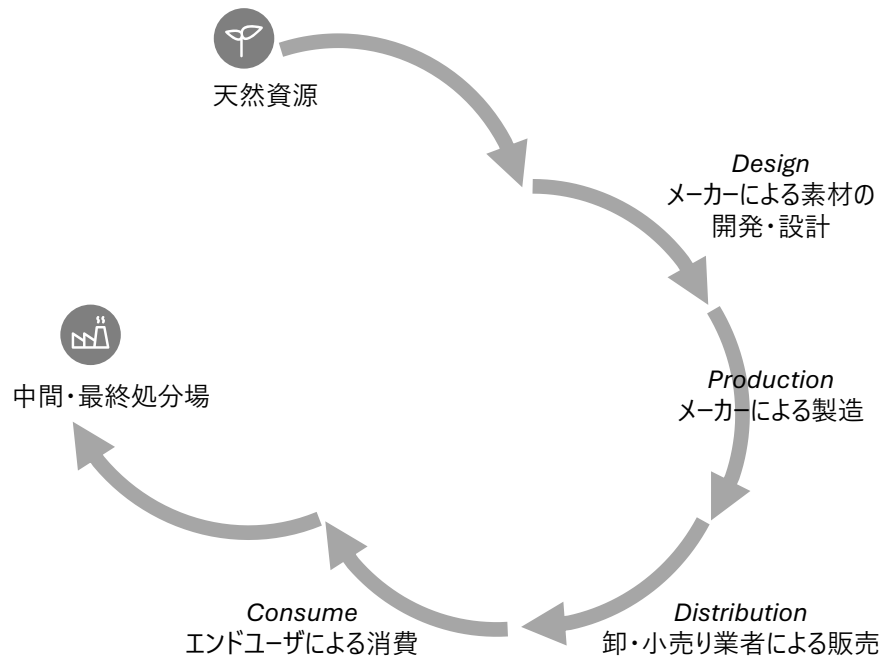 天然資源
Design
メーカーによる素材の
開発・設計
Production
メーカーによる製造
Distribution
卸・小売り業者による販売
Consume
エンドユーザによる消費
中間・最終処分場